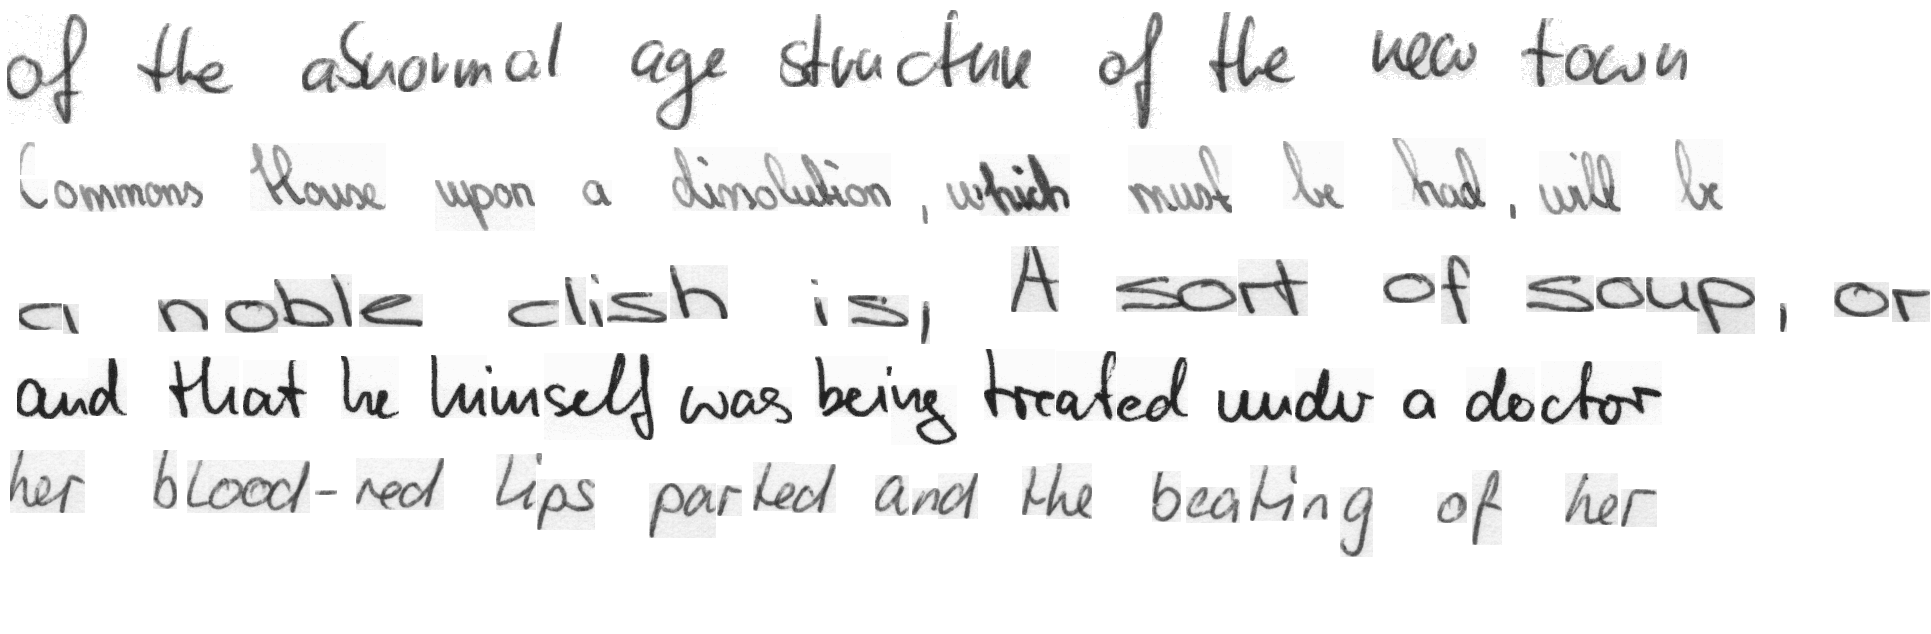 of the abnormal age structure of the new town
Commons House upon a dissolution, which must be had, will be
a noble dish is, A sort of soup, or
and that he himself was being treated under a doctor
her blood-red lips parted and the beating of her